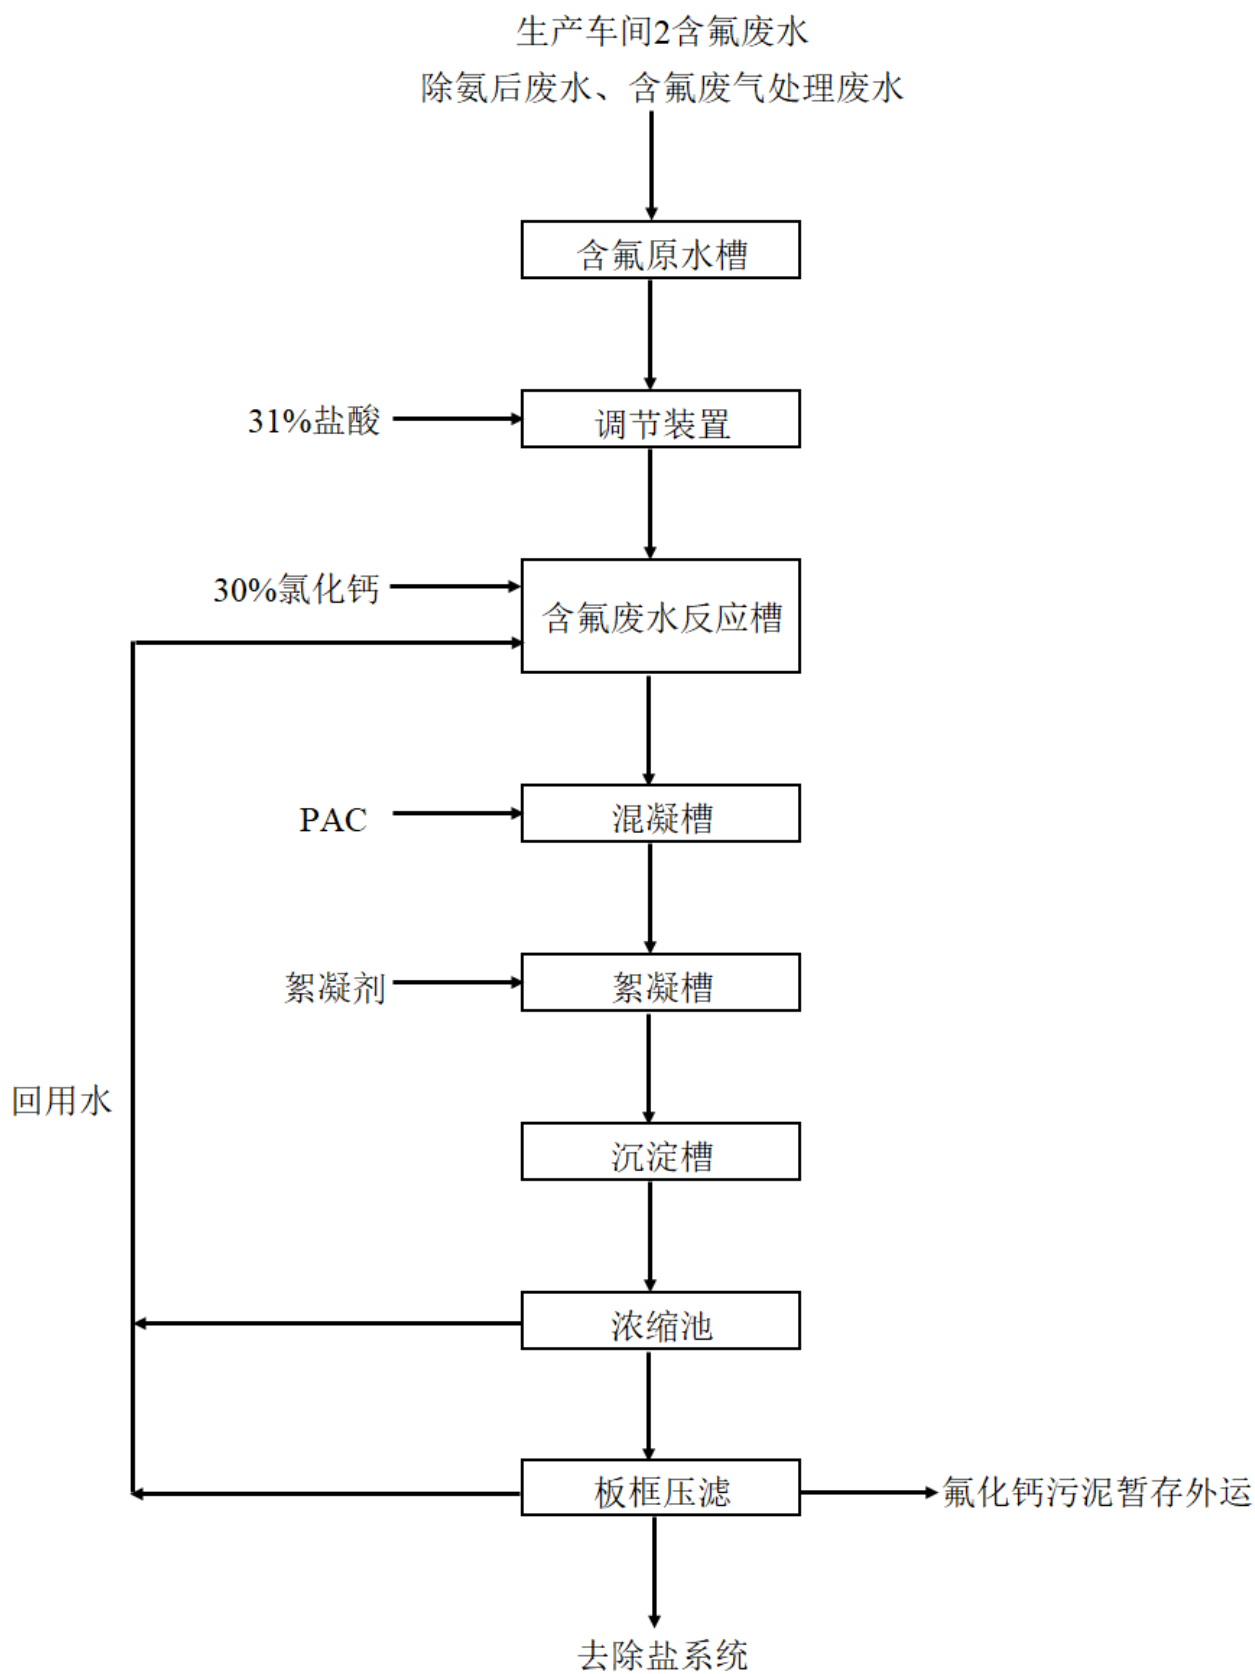 生产车间2含氟废水
除氨后废水、含氟废气处理废水
含氟原水槽
31%盐酸
调节装置
30%氯化钙
含氟废水反应槽
PAC
混凝槽
絮凝剂
絮凝槽
回用水
沉淀槽
浓缩池
板框压滤
氟化钙污泥暂存外运
去除盐系统